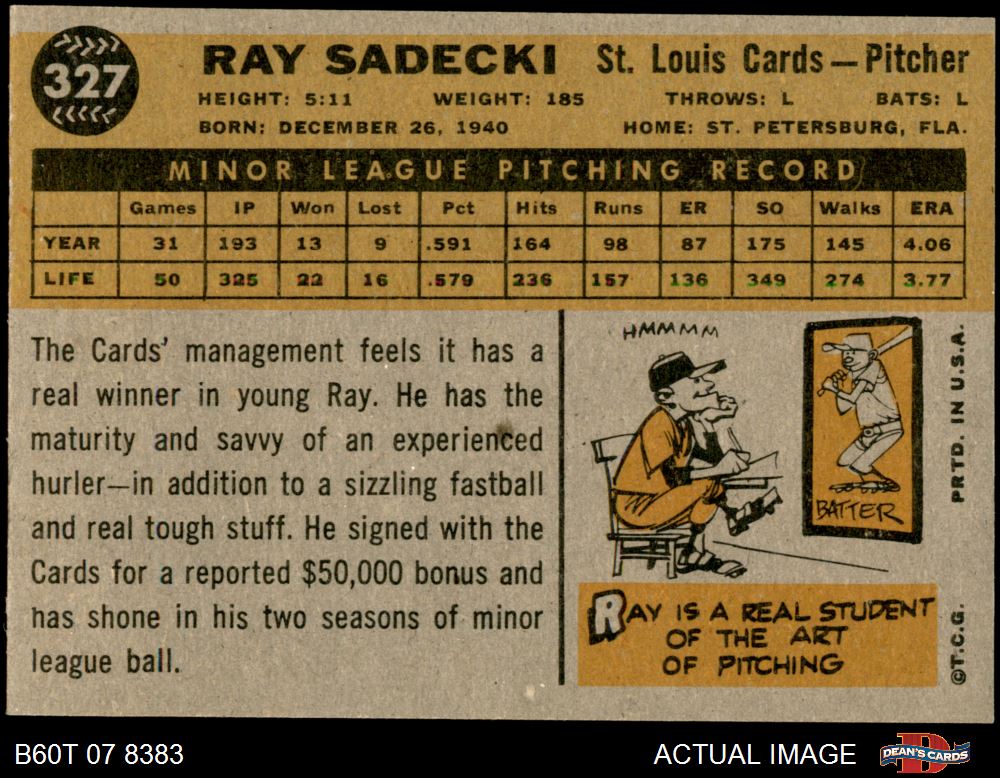 327
RAY SADECKI St. Louis Cards — Pitcher
HEIGHT: 5:11 WEIGHT: 185 THROWS: L BATS: L
BORN: DECEMBER 26, 1940 HOME: ST. PETERSBURG, FLA.
MINOR LEAGUE PITCHING RECORD
Games IP Won Lost Pct Hits Runs ER SO Walks ERA
YEAR 31 193 13 9 .591 164 98 87 175 145 4.06
LIFE 50 325 22 16 .579 236 157 136 349 274 3.77
The Cards' management feels it has a
real winner in young Ray. He has the
maturity and savvy of an experienced
hurler—in addition to a sizzling fastball
and real tough stuff. He signed with the
Cards for a reported $50,000 bonus and
has shone in his two seasons of minor
league ball.
HMMMMM
BATTER
RAY IS A REAL STUDENT
OF THE ART
OF PITCHING
©T.C.G. PRTD. IN U.S.A.
B60T 07 8383 ACTUAL IMAGE DEAN'S CARDS